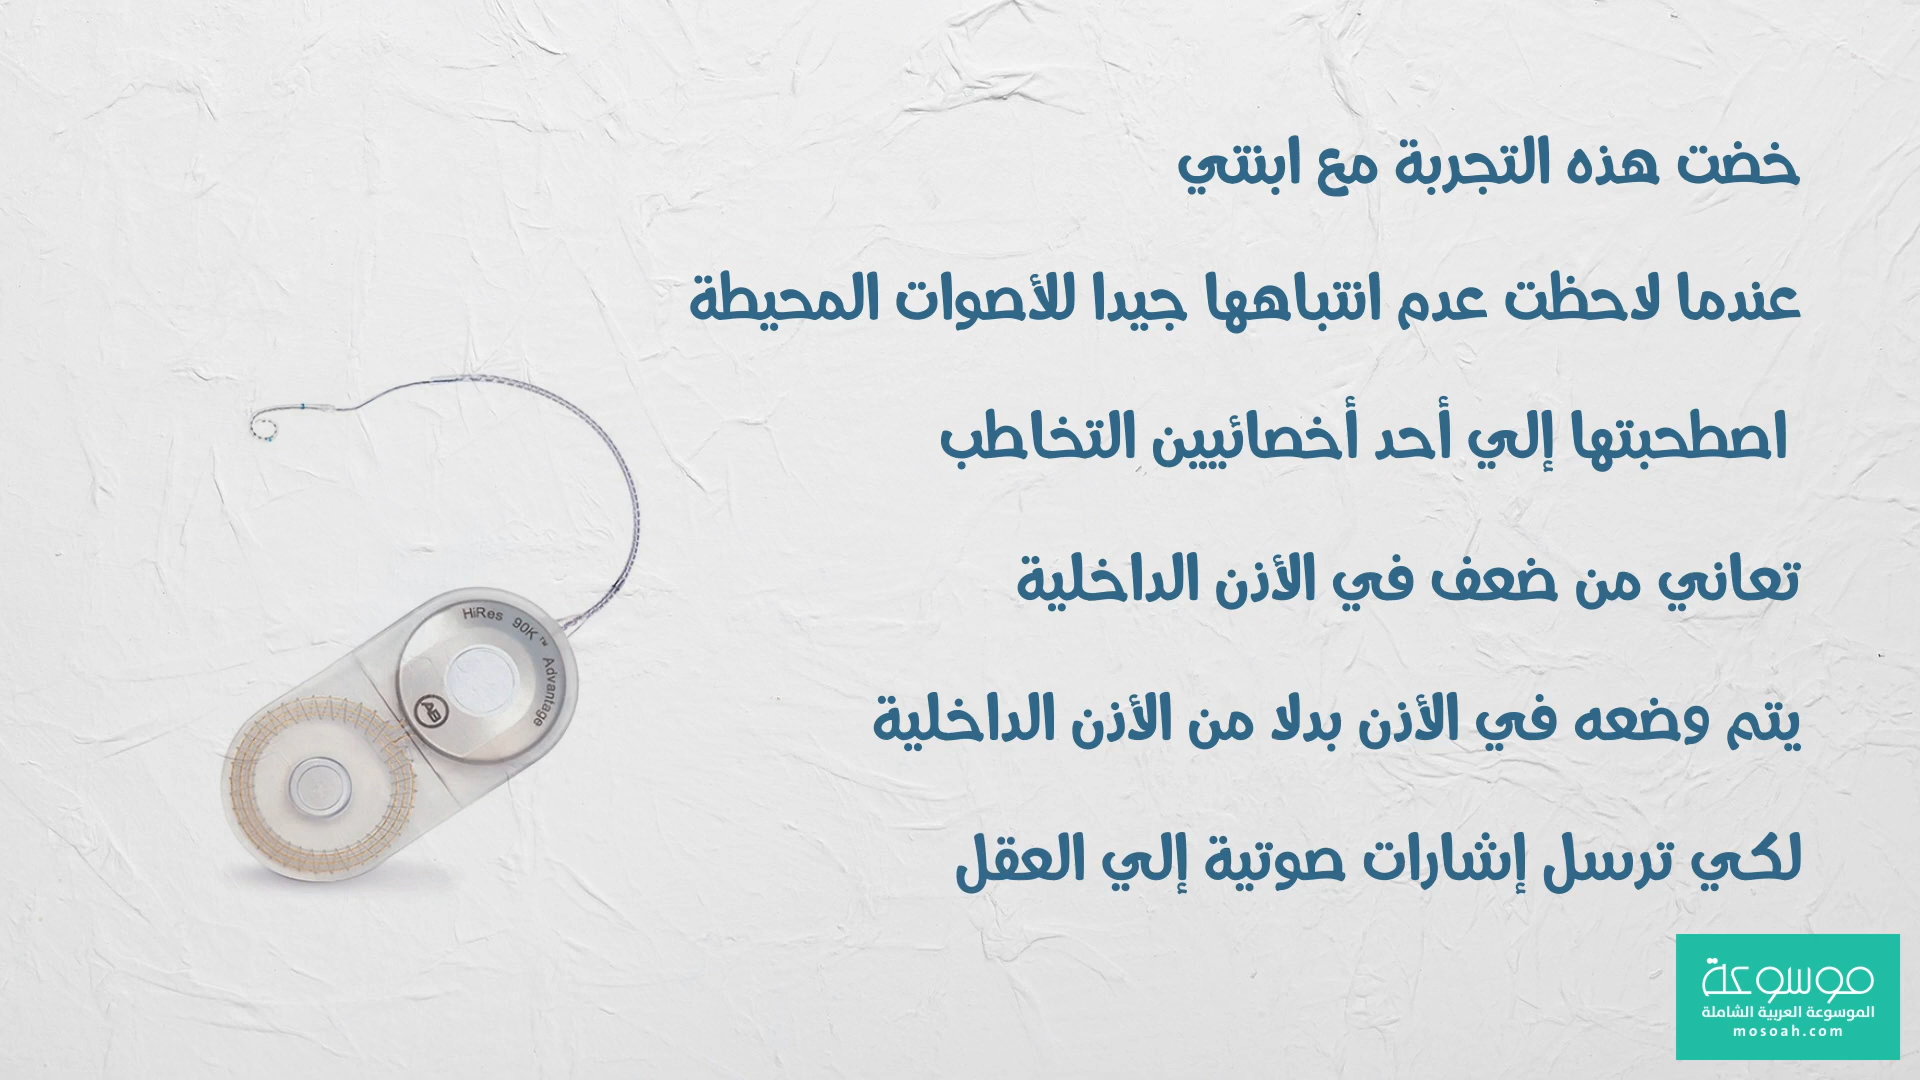 خضت هذه التجربة مع ابنتي
عندما لاحظت عدم انتباهها جيدا للأصوات المحيطة
اصطحبتها إلي أحد أخصائيين التخاطب
تعاني من ضعف في الأذن الداخلية
يتم وضعه في الأذن بدلا من الأذن الداخلية
لكي ترسل إشارات صوتية إلي العقل
HiRes 90K™ Advantage
AB
موسوعة
الموسوعة العربية الشاملة
mosoah.com